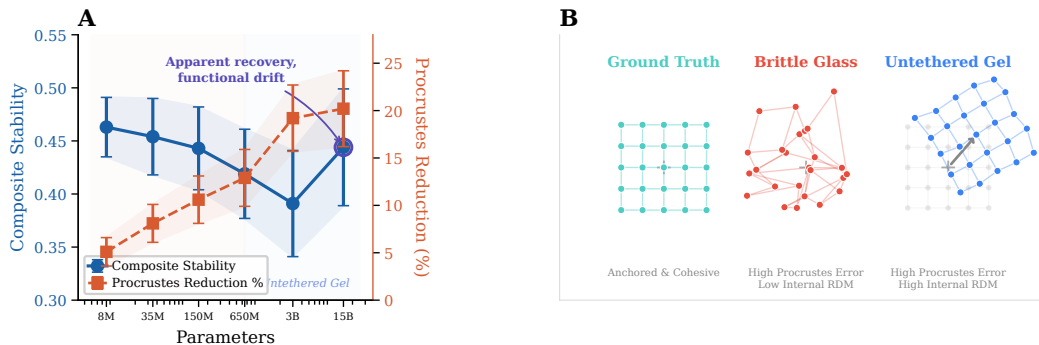 A
0.55
0.50
0.45
0.40
0.35
0.30
Composite Stability
Apparent recovery,
functional drift
25
20
15
10
5
0
Procrustes Reduction (%)
Composite Stability
Procrustes Reduction %
Untethered Gel
8M
35M
150M
650M
3B
15B
Parameters
B
Ground Truth
Brittle Glass
Untethered Gel
Anchored & Cohesive
High Procrustes Error
Low Internal RDM
High Procrustes Error
High Internal RDM